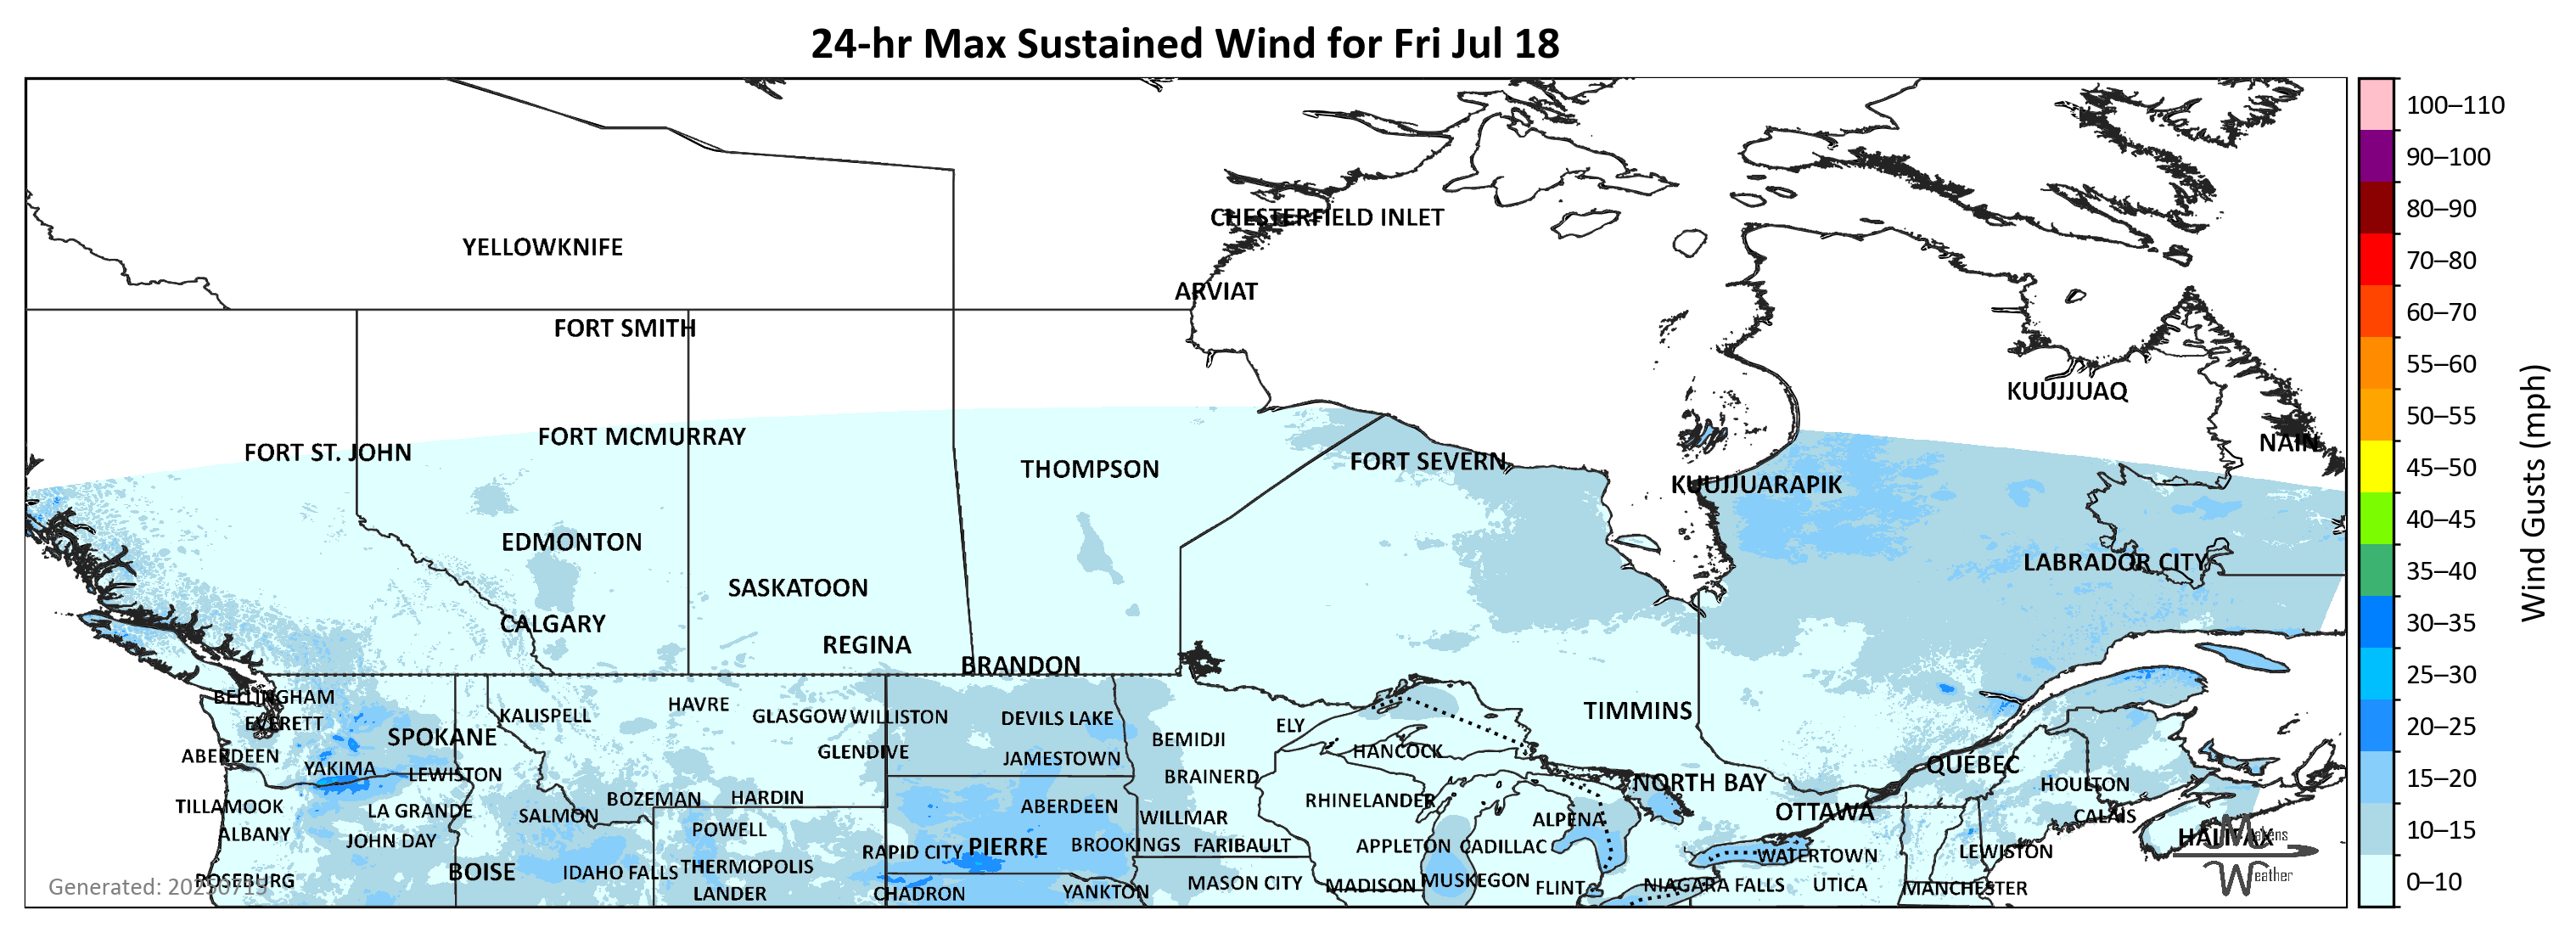 24-hr Max Sustained Wind for Fri Jul 18
100–110
90–100
80–90
CHESTERFIELD INLET
YELLOWKNIFE
70–80
ARVIAT
60–70
FORT SMITH
55–60
KUUJJUAQ
50–55
FORT MCMURRAY
NAIN
FORT ST. JOHN
FORT SEVERN
THOMPSON
45–50
KUUJJUARAPIK
Wind Gusts (mph)
40–45
EDMONTON
LABRADOR CITY
35–40
SASKATOON
CALGARY
30–35
REGINA
BRANDON
25–30
BELLINGHAM
HAVRE
KALISPELL
GLASGOW WILLISTON
DEVILS LAKE
TIMMINS
EVERETT
ELY
20–25
SPOKANE
BEMIDJI
GLENDIVE
HANCOCK
ABERDEEN
JAMESTOWN
QUEBEC
YAKIMA
LEWISTON
BRAINERD
15–20
NORTH BAY
HOULTON
BOZEMAN
HARDIN
RHINELANDER
TILLAMOOK
ABERDEEN
LA GRANDE
OTTAWA
SALMON
WILLMAR
ALPENA
CALAIS
10–15
POWELL
ALBANY
HALIFAX
Makens
JOHN DAY
PIERRE
BROOKINGS
FARIBAULT
APPLETON
CADILLAC
RAPID CITY
WATERTOWN
LEWISTON
BOISE
IDAHO FALLS
THERMOPOLIS
Weather
ROSEBURG
MUSKEGON
0–10
MASON CITY
MADISON
FLINT
NIAGARA FALLS
UTICA
MANCHESTER
Generated: 20250715
LANDER
CHADRON
YANKTON